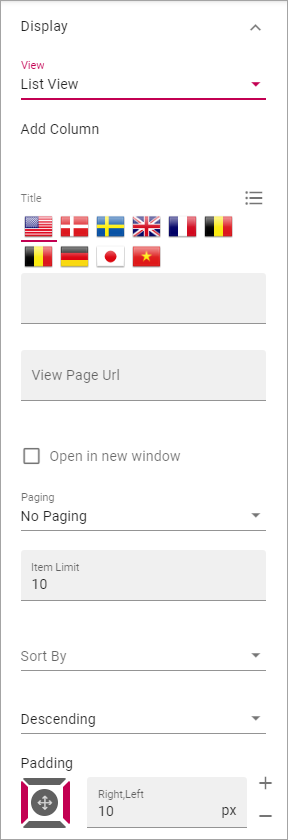 Display
View
List View
Add Column
Title
View Page Url
Open in new window
Paging
No Paging
Item Limit
10
Sort By
Descending
Padding
Right,Left
10 px